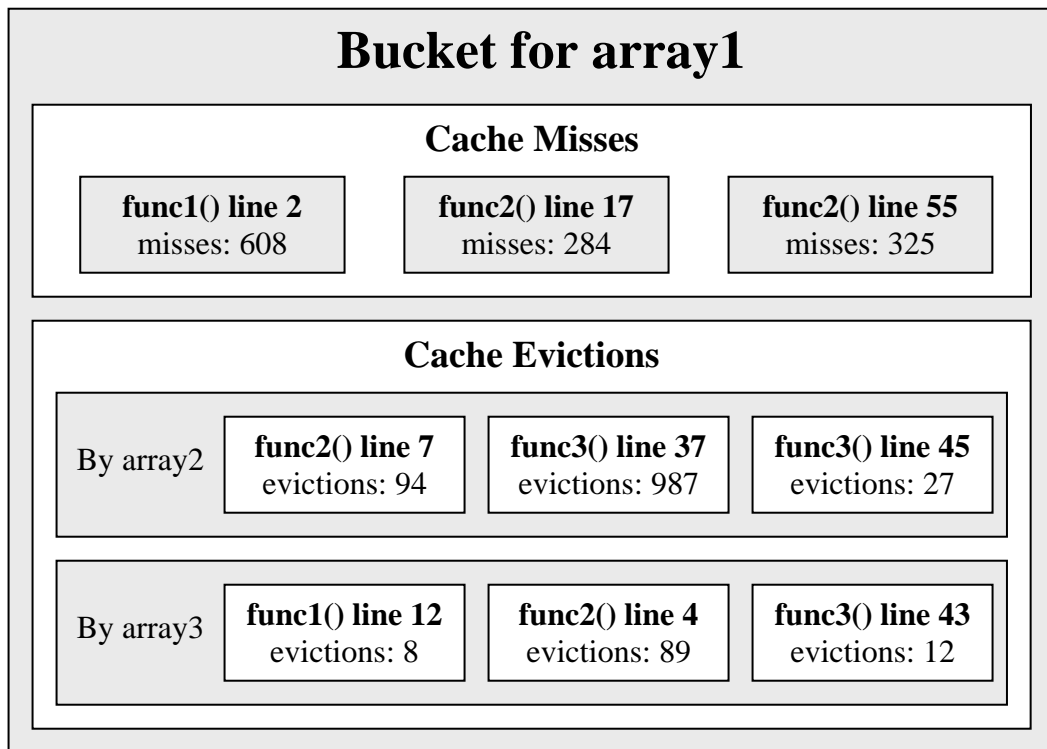 Bucket for array1
Cache Misses
func1() line 2
misses: 608
func2() line 17
misses: 284
func2() line 55
misses: 325
Cache Evictions
By array2
func2() line 7
evictions: 94
func3() line 37
evictions: 987
func3() line 45
evictions: 27
By array3
func1() line 12
evictions: 8
func2() line 4
evictions: 89
func3() line 43
evictions: 12